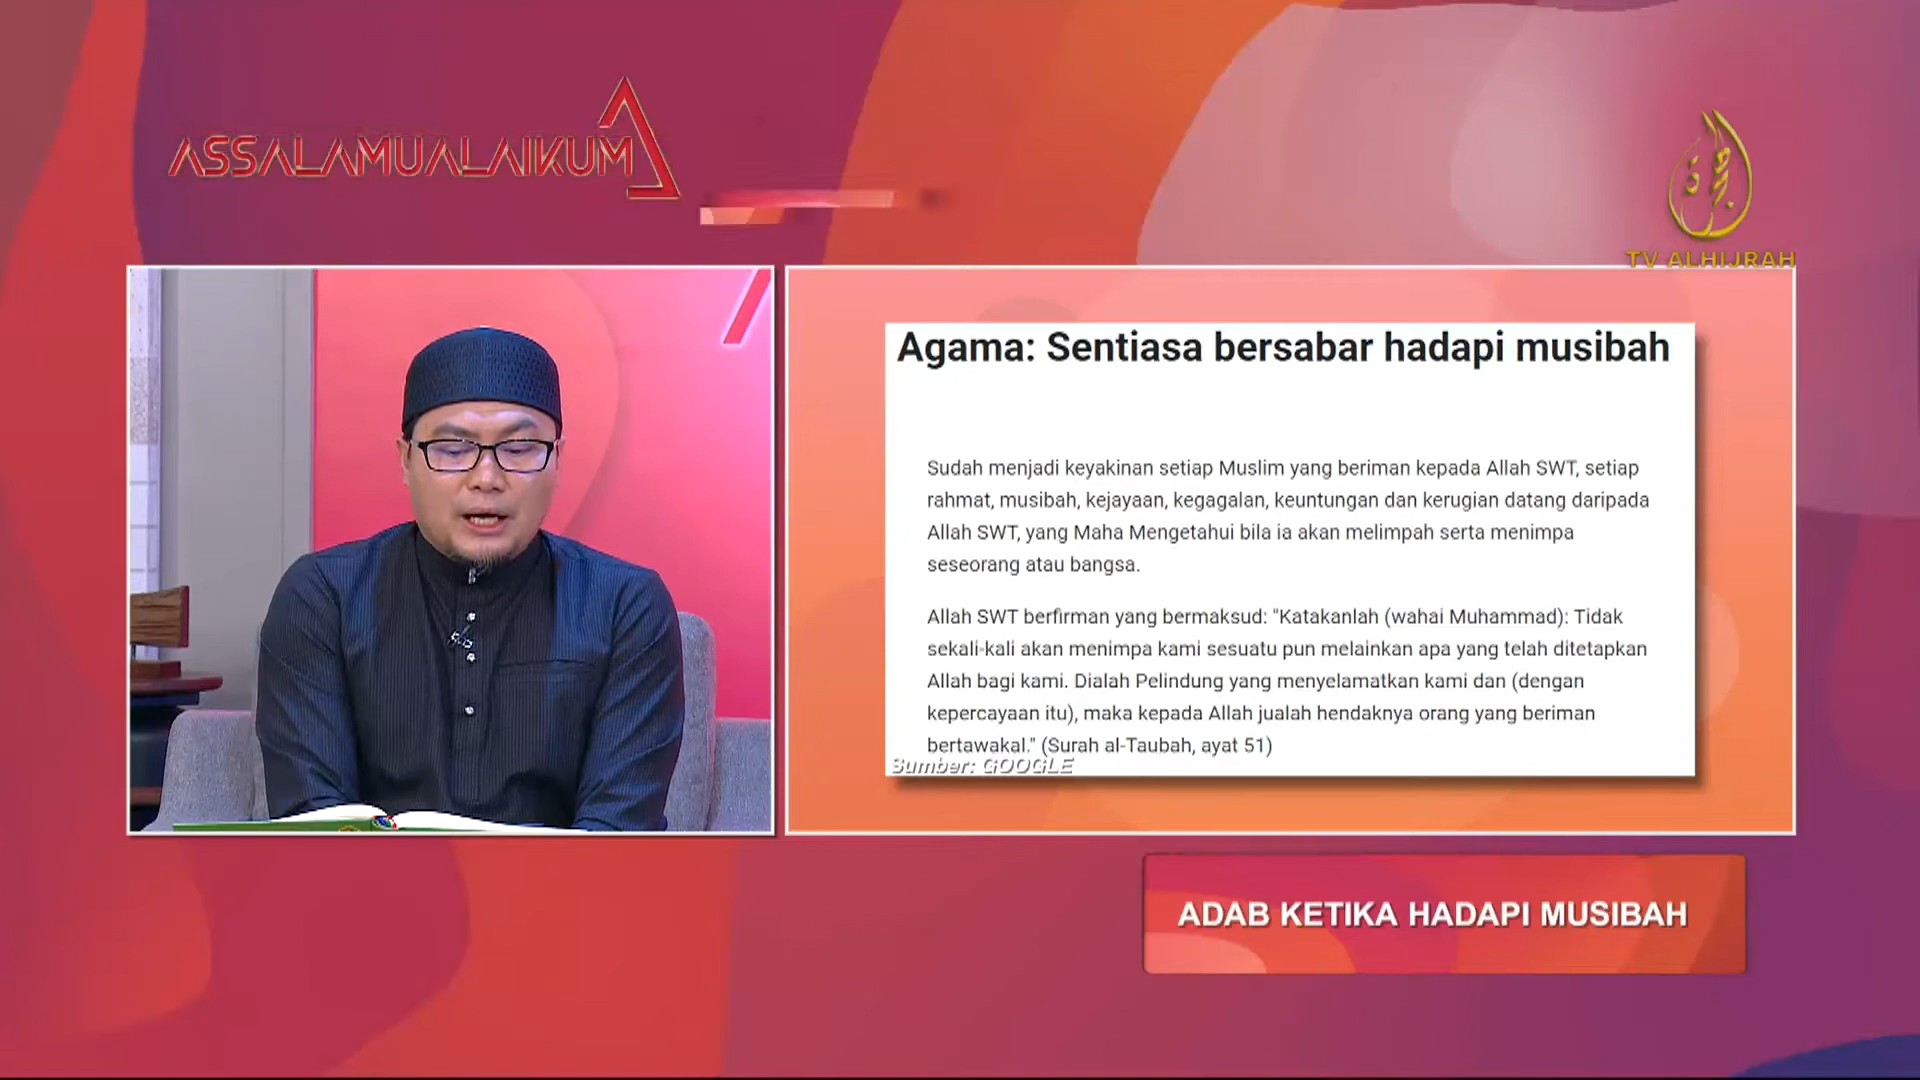 ASSALAMUALAIKUM
هجرة
TV ALHIJRAH
Agama: Sentiasa bersabar hadapi musibah
Sudah menjadi keyakinan setiap Muslim yang beriman kepada Allah SWT, setiap
rahmat, musibah, kejayaan, kegagalan, keuntungan dan kerugian datang daripada
Allah SWT, yang Maha Mengetahui bila ia akan melimpah serta menimpa
seseorang atau bangsa.
Allah SWT berfirman yang bermaksud: "Katakanlah (wahai Muhammad): Tidak
sekali-kali akan menimpa kami sesuatu pun melainkan apa yang telah ditetapkan
Allah bagi kami. Dialah Pelindung yang menyelamatkan kami dan (dengan
kepercayaan itu), maka kepada Allah jualah hendaknya orang yang beriman
bertawakal." (Surah al-Taubah, ayat 51)
Sumber: GOOGLE
ADAB KETIKA HADAPI MUSIBAH